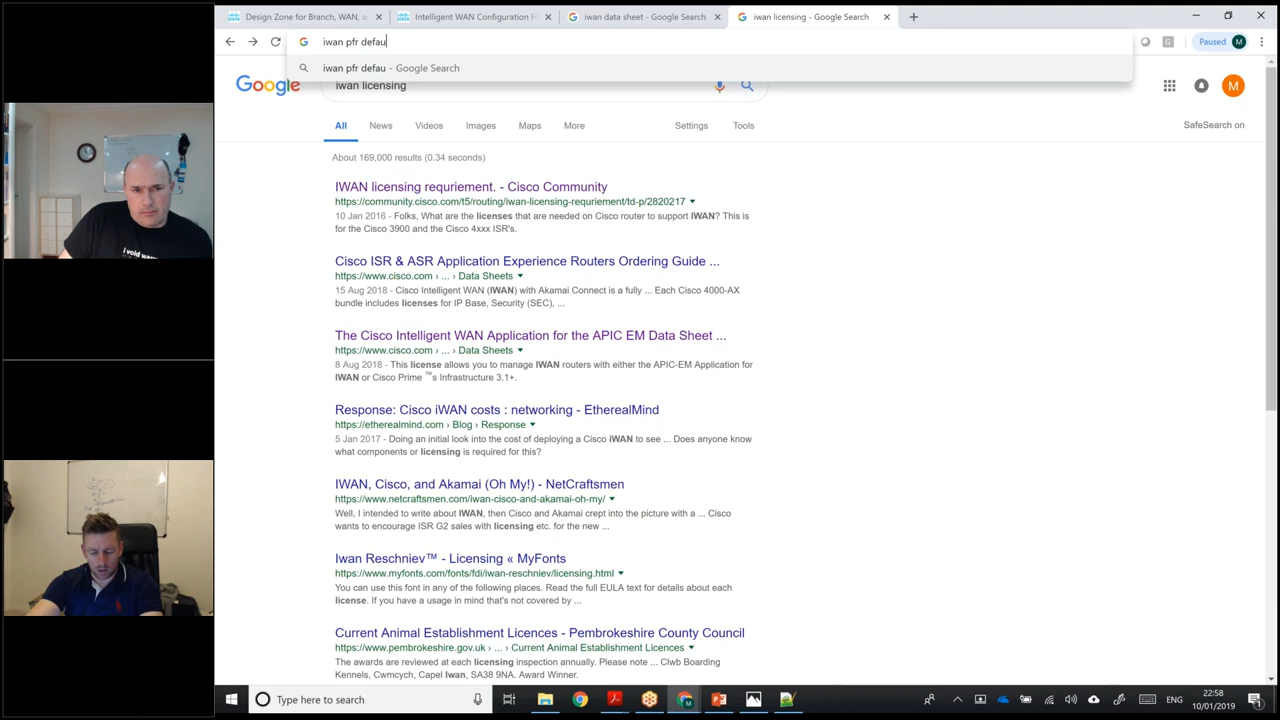 Design Zone for Branch, WAN, a
Intelligent WAN Configuration Fi
iwan data sheet - Google Search
iwan licensing - Google Search
iwan pfr defau
Paused
M
iwan pfr defau - Google Search
Google
iwan licensing
M
All
News
Videos
Images
Maps
More
Settings
Tools
SafeSearch on
About 169,000 results (0.34 seconds)
IWAN licensing requriement. - Cisco Community
https://community.cisco.com/t5/routing/iwan-licensing-requriement/td-p/2820217
10 Jan 2016 - Folks, What are the licenses that are needed on Cisco router to support IWAN? This is
for the Cisco 3900 and the Cisco 4xxx ISR's.
Cisco ISR & ASR Application Experience Routers Ordering Guide ...
https://www.cisco.com › ... › Data Sheets
15 Aug 2018 - Cisco Intelligent WAN (IWAN) with Akamai Connect is a fully ... Each Cisco 4000-AX
bundle includes licenses for IP Base, Security (SEC), ...
The Cisco Intelligent WAN Application for the APIC EM Data Sheet ...
https://www.cisco.com › ... › Data Sheets
8 Aug 2018 - This license allows you to manage IWAN routers with either the APIC-EM Application for
IWAN or Cisco Prime ™s Infrastructure 3.1+.
Response: Cisco iWAN costs : networking - EtherealMind
https://etherealmind.com › Blog › Response
5 Jan 2017 - Doing an initial look into the cost of deploying a Cisco iWAN to see ... Does anyone know
what components or licensing is required for this?
IWAN, Cisco, and Akamai (Oh My!) - NetCraftsmen
https://www.netcraftsmen.com/iwan-cisco-and-akamai-oh-my/
Well, I intended to write about IWAN, then Cisco and Akamai crept into the picture with a ... Cisco
wants to encourage ISR G2 sales with licensing etc. for the new ...
Iwan Reschniev™ - Licensing « MyFonts
https://www.myfonts.com/fonts/fdi/iwan-reschniev/licensing.html
You can use this font in any of the following places. Read the full EULA text for details about each
license. If you have a usage in mind that's not covered by ...
Current Animal Establishment Licences - Pembrokeshire County Council
https://www.pembrokeshire.gov.uk › ... › Current Animal Establishment Licences
The awards are reviewed at each licensing inspection annually. Please note ... Clwb Boarding
Kennels, Cwmcych, Capel Iwan, SA38 9NA. Award Winner.
i void war
Type here to search
ENG
22:58
10/01/2019